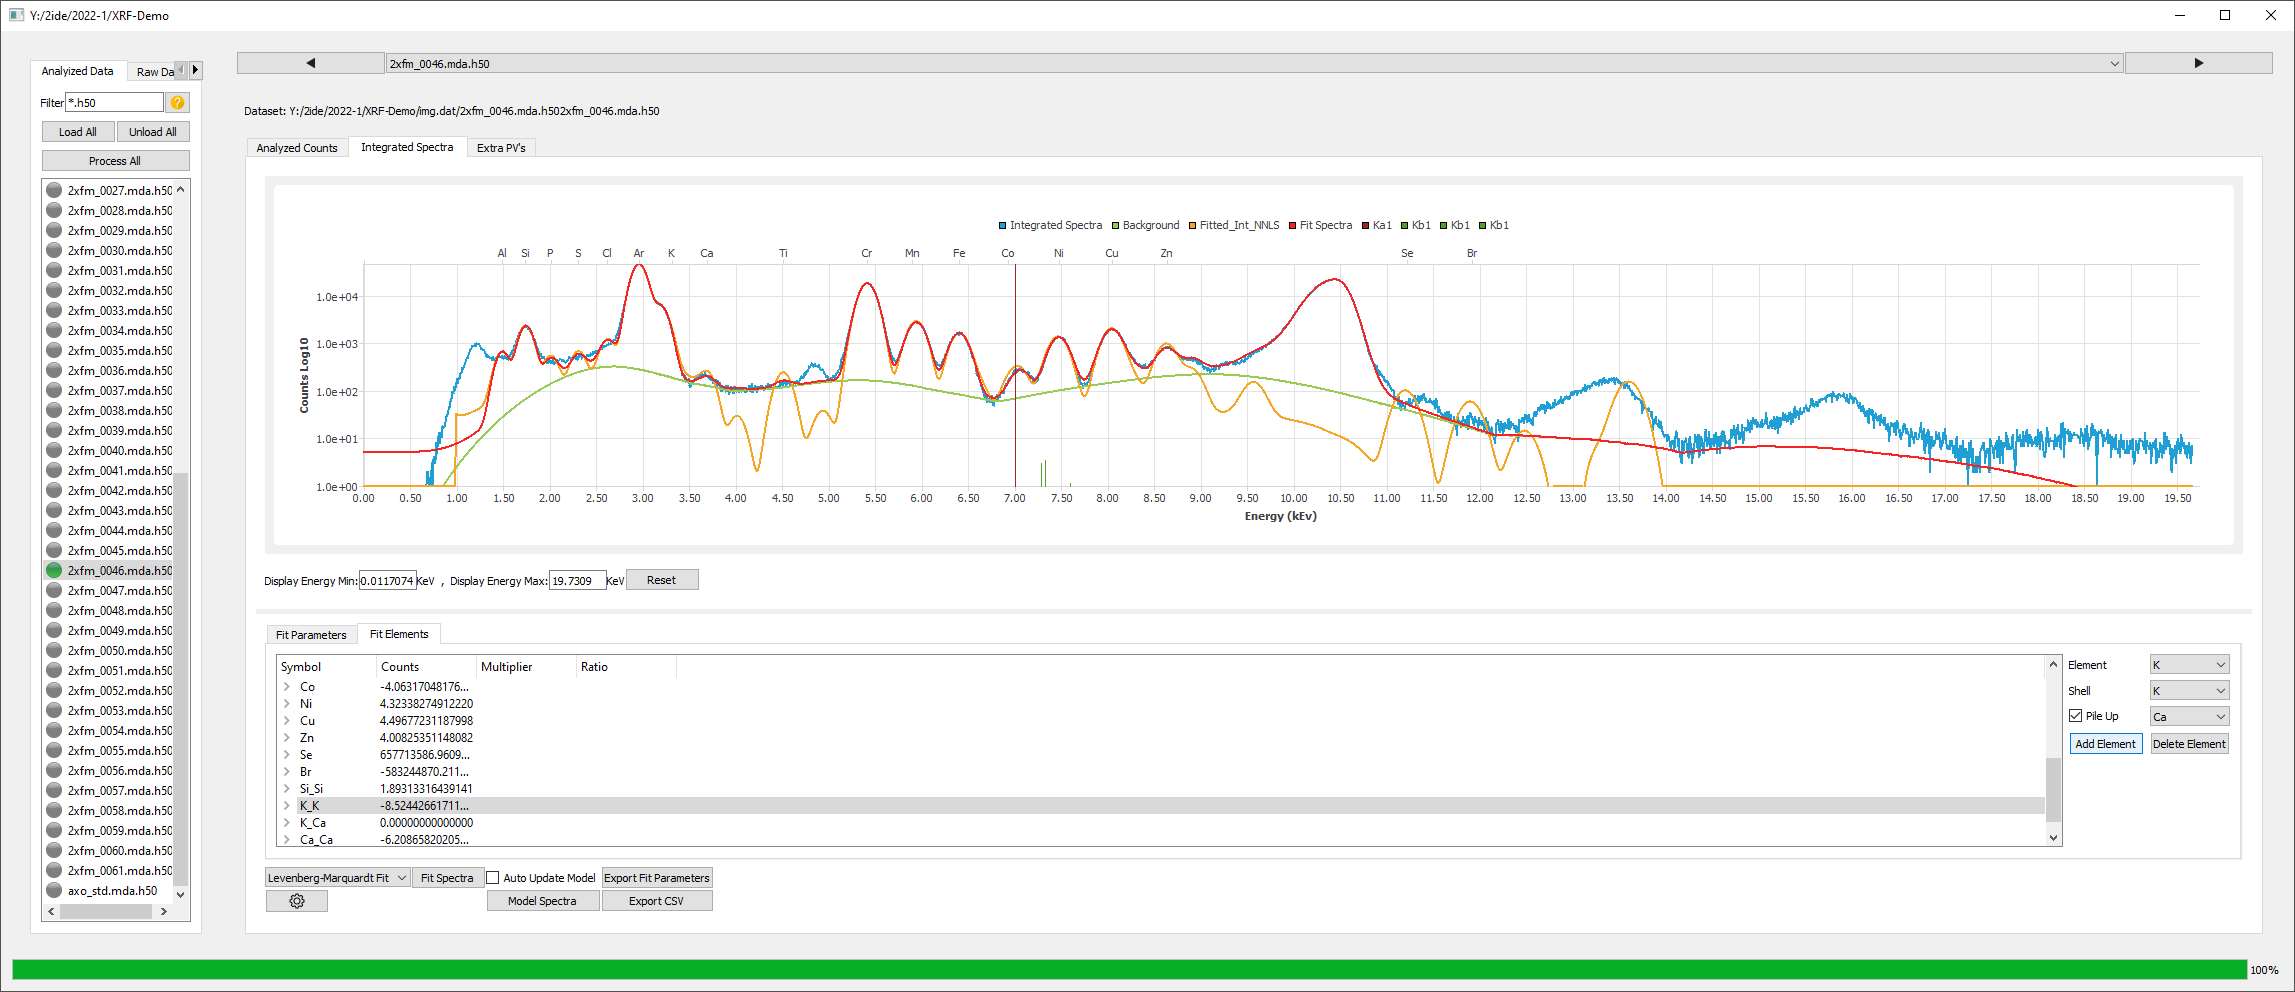 Y:/2ide/2022-1/XRF-Demo
Analyized Data
Raw Da
Filter *.h50
Load All Unload All
Process All
2xfm_0027.mda.h50
2xfm_0028.mda.h50
2xfm_0029.mda.h50
2xfm_0030.mda.h50
2xfm_0031.mda.h50
2xfm_0032.mda.h50
2xfm_0033.mda.h50
2xfm_0034.mda.h50
2xfm_0035.mda.h50
2xfm_0036.mda.h50
2xfm_0037.mda.h50
2xfm_0038.mda.h50
2xfm_0039.mda.h50
2xfm_0040.mda.h50
2xfm_0041.mda.h50
2xfm_0042.mda.h50
2xfm_0043.mda.h50
2xfm_0044.mda.h50
2xfm_0045.mda.h50
2xfm_0046.mda.h50
2xfm_0047.mda.h50
2xfm_0048.mda.h50
2xfm_0049.mda.h50
2xfm_0050.mda.h50
2xfm_0051.mda.h50
2xfm_0052.mda.h50
2xfm_0053.mda.h50
2xfm_0054.mda.h50
2xfm_0055.mda.h50
2xfm_0056.mda.h50
2xfm_0057.mda.h50
2xfm_0058.mda.h50
2xfm_0059.mda.h50
2xfm_0060.mda.h50
2xfm_0061.mda.h50
axo_std.mda.h50
2xfm_0046.mda.h50
Dataset: Y:/2ide/2022-1/XRF-Demo/img.dat/2xfm_0046.mda.h502xfm_0046.mda.h50
Analyzed Counts Integrated Spectra Extra PV's
Integrated Spectra Background Fitted_Int_NNLS Fit Spectra Ka1 Kb1 Kb1 Kb1
Al Si P S Cl Ar K Ca Ti Cr Mn Fe Co Ni Cu Zn Se Br
Counts Log10
1.0e+04
1.0e+03
1.0e+02
1.0e+01
1.0e+00
0.00 0.50 1.00 1.50 2.00 2.50 3.00 3.50 4.00 4.50 5.00 5.50 6.00 6.50 7.00 7.50 8.00 8.50 9.00 9.50 10.00 10.50 11.00 11.50 12.00 12.50 13.00 13.50 14.00 14.50 15.00 15.50 16.00 16.50 17.00 17.50 18.00 18.50 19.00 19.50
Energy (kEv)
Display Energy Min: 0.0117074 KeV , Display Energy Max: 19.7309 KeV Reset
Fit Parameters Fit Elements
Symbol Counts Multiplier Ratio
Co -4.06317048176...
Ni 4.32338274912220
Cu 4.49677231187998
Zn 4.00825351148082
Se 657713586.9609...
Br -583244870.211...
Si_Si 1.89313316439141
K_K -8.52442661711...
K_Ca 0.00000000000000
Ca_Ca -6.20865820205...
Element K
Shell K
Pile Up Ca
Add Element Delete Element
Levenberg-Marquardt Fit Fit Spectra Auto Update Model Export Fit Parameters
Model Spectra Export CSV
100%